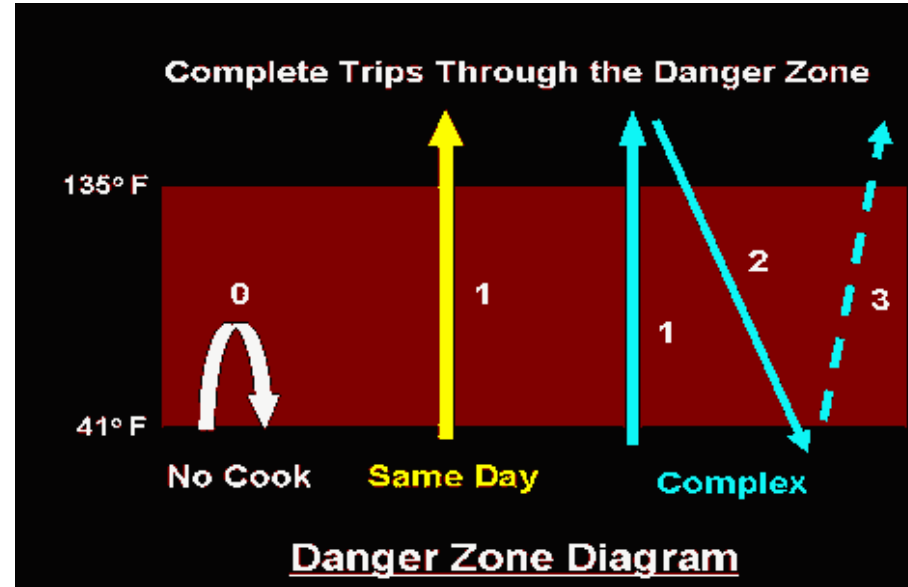 Complete Trips Through the Danger Zone
135° F
0
1
2
1
3
41° F
No Cook
Same Day
Complex
Danger Zone Diagram